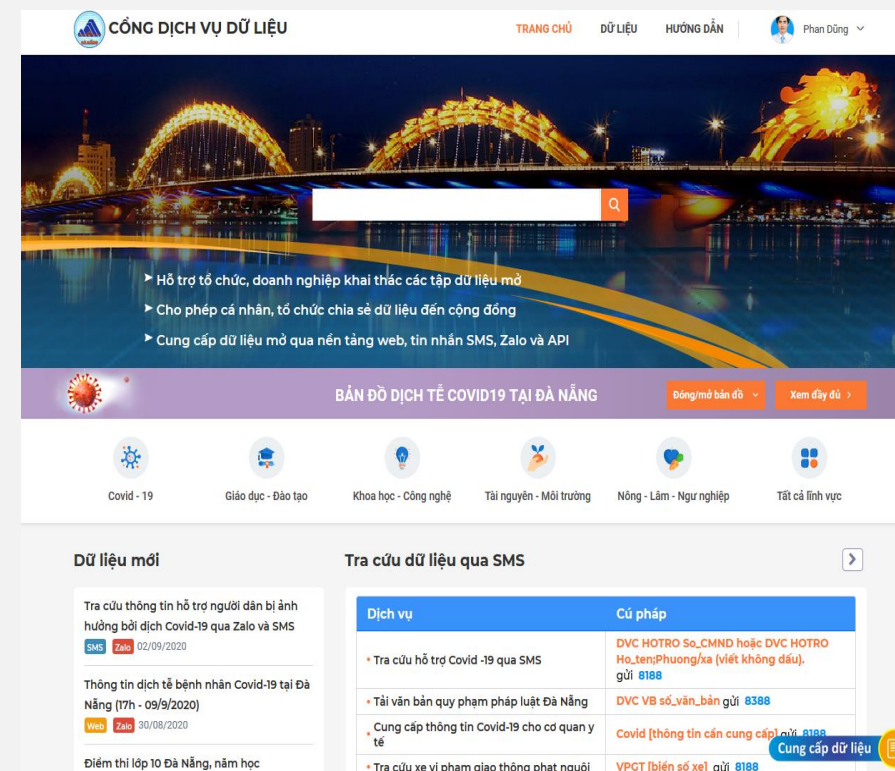 CỔNG DỊCH VỤ DỮ LIỆU
TRANG CHỦ
DỮ LIỆU
HƯỚNG DẪN
Phan Dũng
➤ Hỗ trợ tổ chức, doanh nghiệp khai thác các tập dữ liệu mở
➤ Cho phép cá nhân, tổ chức chia sẻ dữ liệu đến cộng đồng
➤ Cung cấp dữ liệu mở qua nền tảng web, tin nhắn SMS, Zalo và API
BẢN ĐỒ DỊCH TỄ COVID19 TẠI ĐÀ NẴNG
Đóng/mở bản đồ
Xem đầy đủ >
Covid - 19
Giáo dục - Đào tạo
Khoa học - Công nghệ
Tài nguyên - Môi trường
Nông - Lâm - Ngư nghiệp
Tất cả lĩnh vực
Dữ liệu mới
Tra cứu thông tin hỗ trợ người dân bị ảnh
hưởng bởi dịch Covid-19 qua Zalo và SMS
SMS Zalo 02/09/2020
Thông tin dịch tễ bệnh nhân Covid-19 tại Đà
Nẵng (17h - 09/9/2020)
Web Zalo 30/08/2020
Điểm thi lớp 10 Đà Nẵng, năm học
Tra cứu dữ liệu qua SMS
Dịch vụ
Cú pháp
• Tra cứu hỗ trợ Covid -19 qua SMS
DVC HOTRO So_CMND hoặc DVC HOTRO
Ho_ten;Phuong/xa (viết không dấu).
gửi 8188
• Tải văn bản quy phạm pháp luật Đà Nẵng
DVC VB số_văn_bản gửi 8388
• Cung cấp thông tin Covid-19 cho cơ quan y
tế
Covid [thông tin cần cung cấp] gửi 8188
• Tra cứu xe vi phạm giao thông phạt nguội
VPGT [biển số xe] gửi 8188
Cung cấp dữ liệu